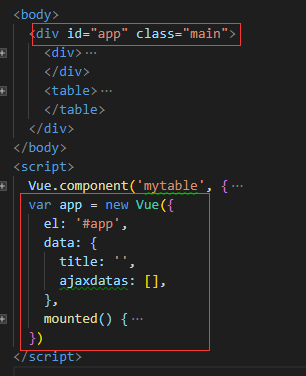 <body>
<div id="app" class="main">
<div>…
</div>
<table>…
</table>
</div>
</body>
<script>
Vue.component('mytable', {…
var app = new Vue({
el: '#app',
data: {
title: '',
ajaxdatas: [],
},
mounted() {…
})
</script>